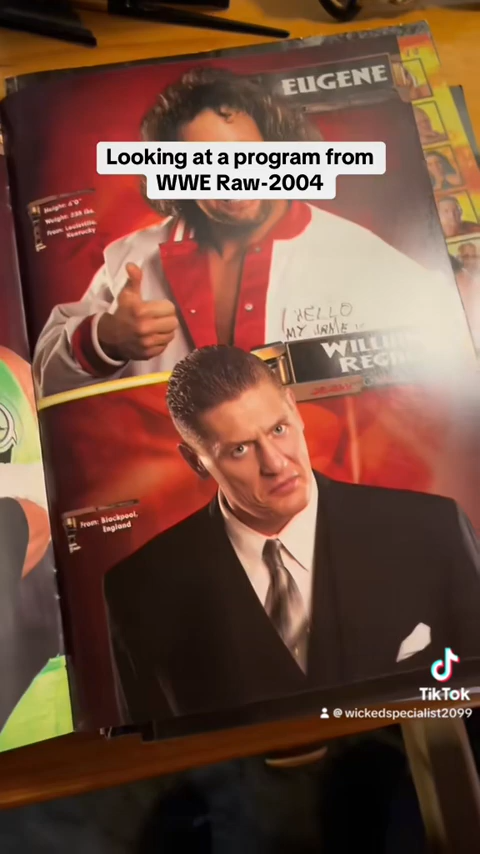 EUGENE
Looking at a program from
WWE Raw-2004
Height: 6'0"
Weight: 235 lbs.
From: Louisville,
Kentucky
HELLO
MY NAME
From: Blackpool,
England
TikTok
@wickedspecialist2099